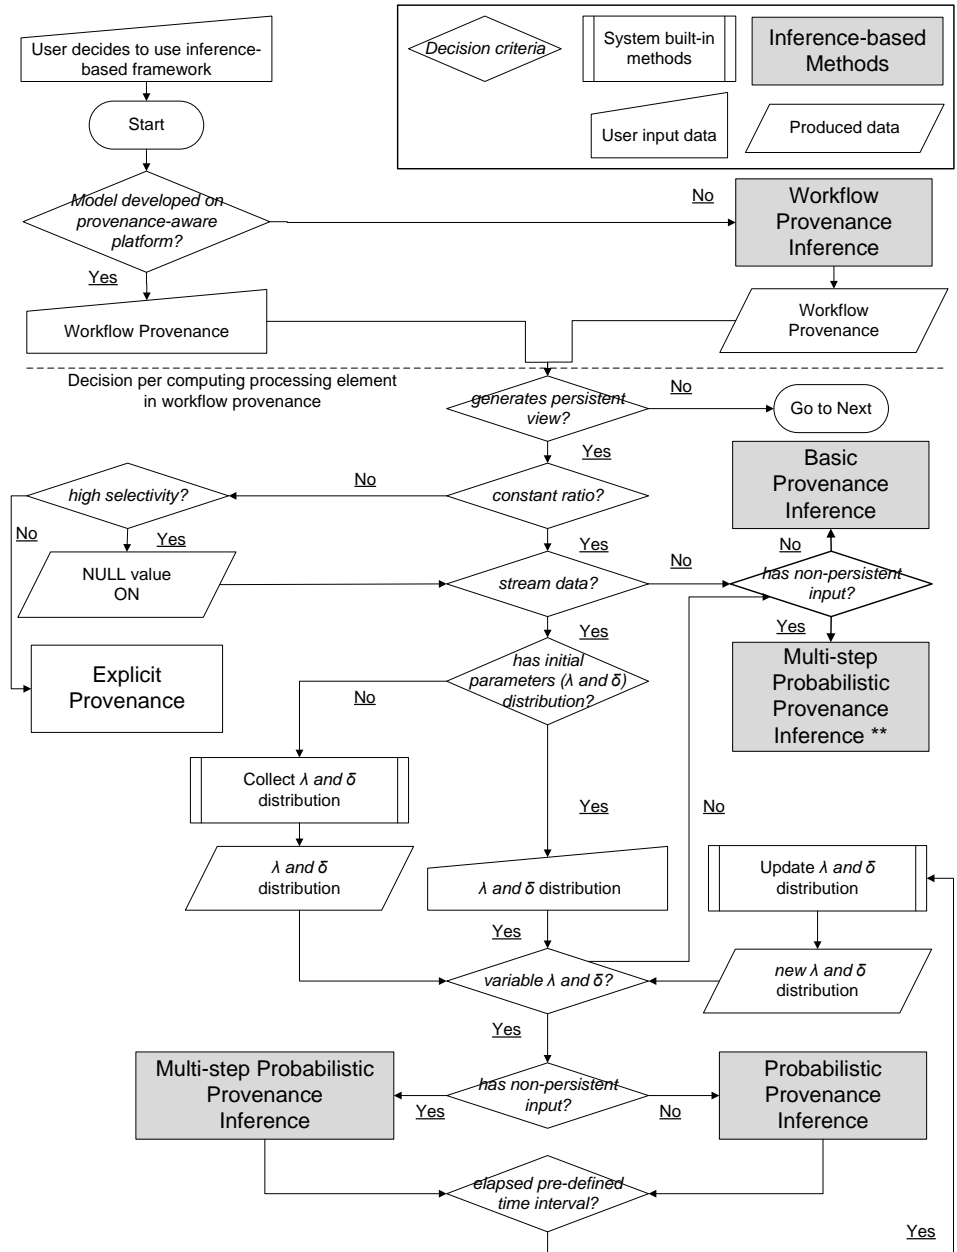 User decides to use inference-
based framework
Decision criteria
System built-in
methods
Inference-based
Methods
Start
User input data
Produced data
Model developed on
provenance-aware
platform?
No
Workflow
Provenance
Inference
Yes
Workflow Provenance
Workflow
Provenance
Decision per computing processing element
in workflow provenance
generates persistent
view?
No
Go to Next
Yes
Basic
Provenance
Inference
high selectivity?
No
constant ratio?
No
Yes
Yes
No
NULL value
ON
stream data?
No
has non-persistent
input?
Yes
Yes
Explicit
Provenance
has initial
parameters (λ and δ)
distribution?
No
Multi-step
Probabilistic
Provenance
Inference **
Collect λ and δ
distribution
Yes
No
λ and δ
distribution
λ and δ distribution
Update λ and δ
distribution
Yes
variable λ and δ?
new λ and δ
distribution
Yes
Multi-step Probabilistic
Provenance
Inference
Yes
has non-persistent
input?
No
Probabilistic
Provenance
Inference
elapsed pre-defined
time interval?
Yes